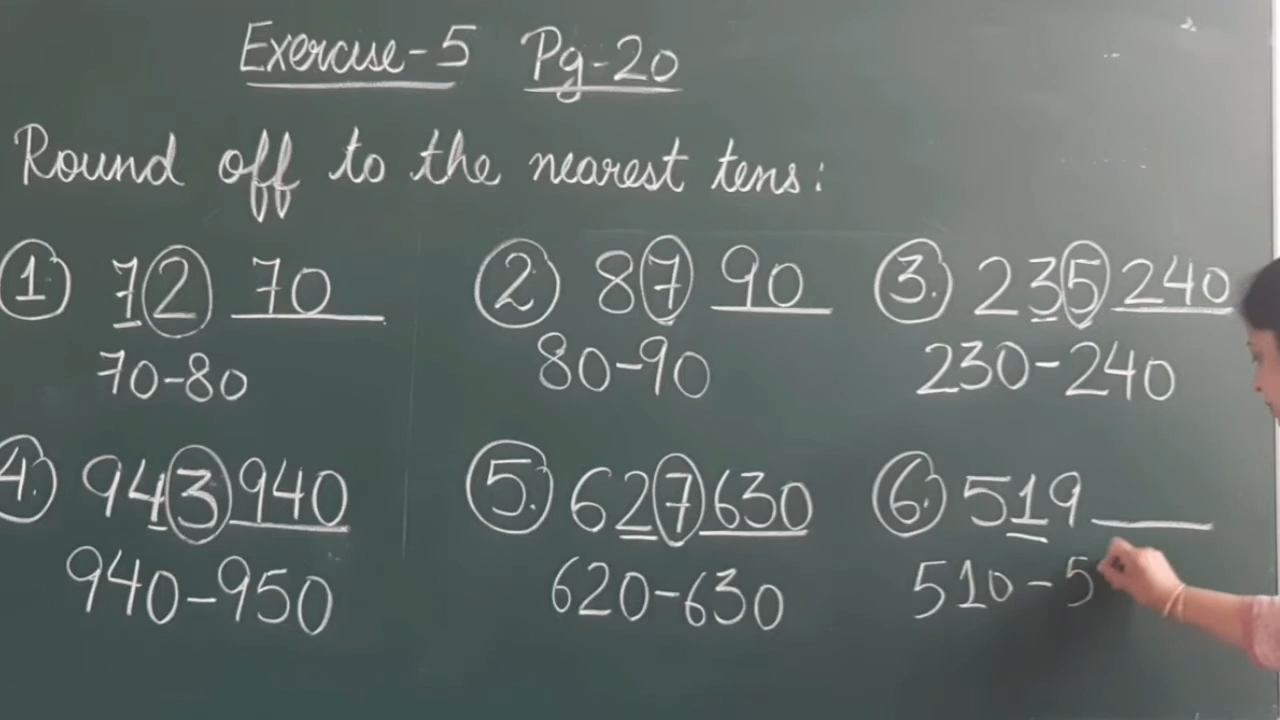 Exercise-5 Pg-20
Round off to the nearest tens:
1. 72 70 2. 87 90 3. 235 240
70-80 80-90 230-240
4. 943 940 5. 627 630 6. 519 ____
940-950 620-630 510-5